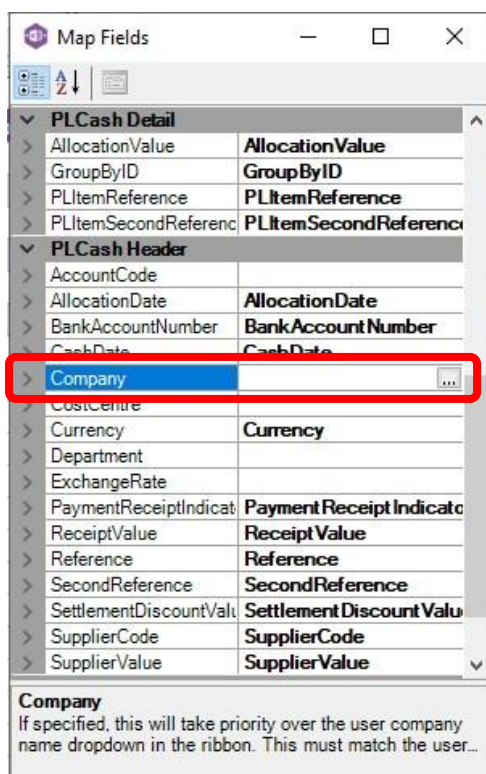 Map Fields
PLCash Detail
AllocationValue AllocationValue
GroupByID GroupByID
PLItemReference PLItemReference
PLItemSecondReferenc PLItemSecondReference
PLCash Header
AccountCode
AllocationDate AllocationDate
BankAccountNumber BankAccountNumber
CashDate CashDate
Company ...
CostCentre
Currency Currency
Department
ExchangeRate
PaymentReceiptIndicat PaymentReceiptIndicato
ReceiptValue ReceiptValue
Reference Reference
SecondReference SecondReference
SettlementDiscountValu SettlementDiscountValu
SupplierCode SupplierCode
SupplierValue SupplierValue
Company
If specified, this will take priority over the user company
name dropdown in the ribbon. This must match the user...